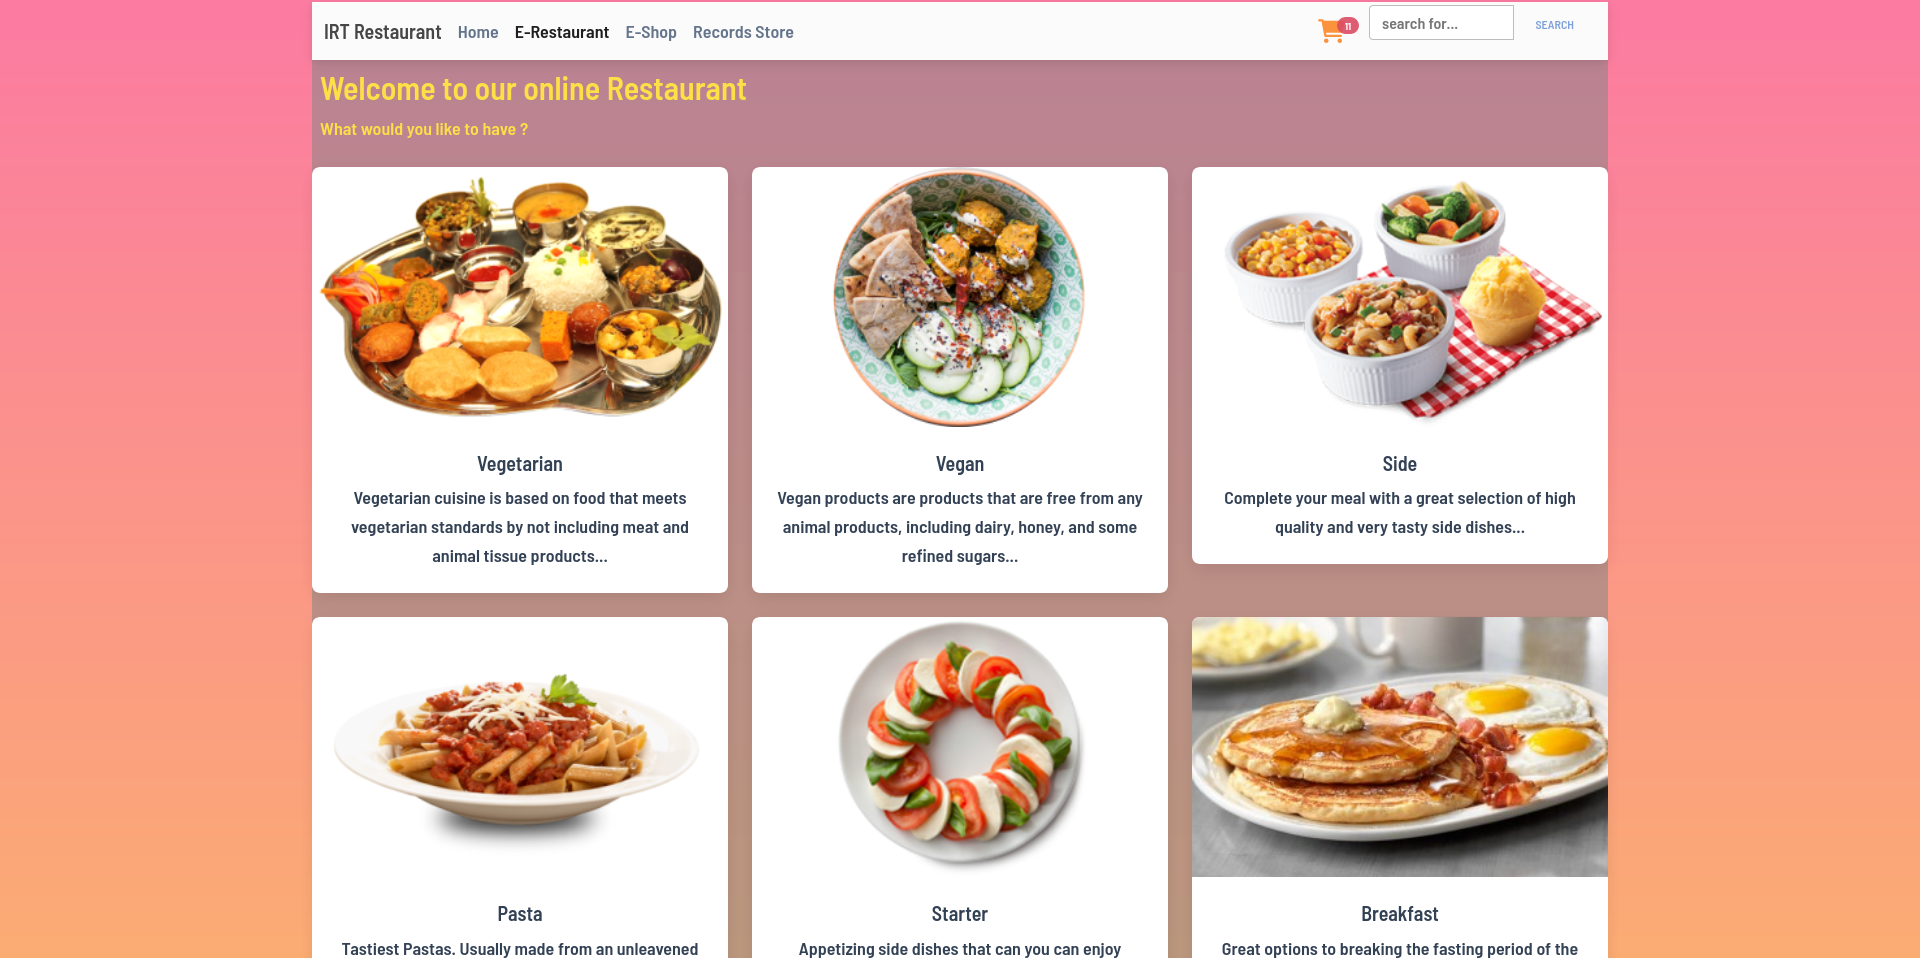 IRT Restaurant Home E-Restaurant E-Shop Records Store 11 search for... SEARCH
Welcome to our online Restaurant
What would you like to have ?
Vegetarian
Vegetarian cuisine is based on food that meets
vegetarian standards by not including meat and
animal tissue products...
Vegan
Vegan products are products that are free from any
animal products, including dairy, honey, and some
refined sugars...
Side
Complete your meal with a great selection of high
quality and very tasty side dishes...
Pasta
Tastiest Pastas. Usually made from an unleavened
Starter
Appetizing side dishes that can you can enjoy
Breakfast
Great options to breaking the fasting period of the